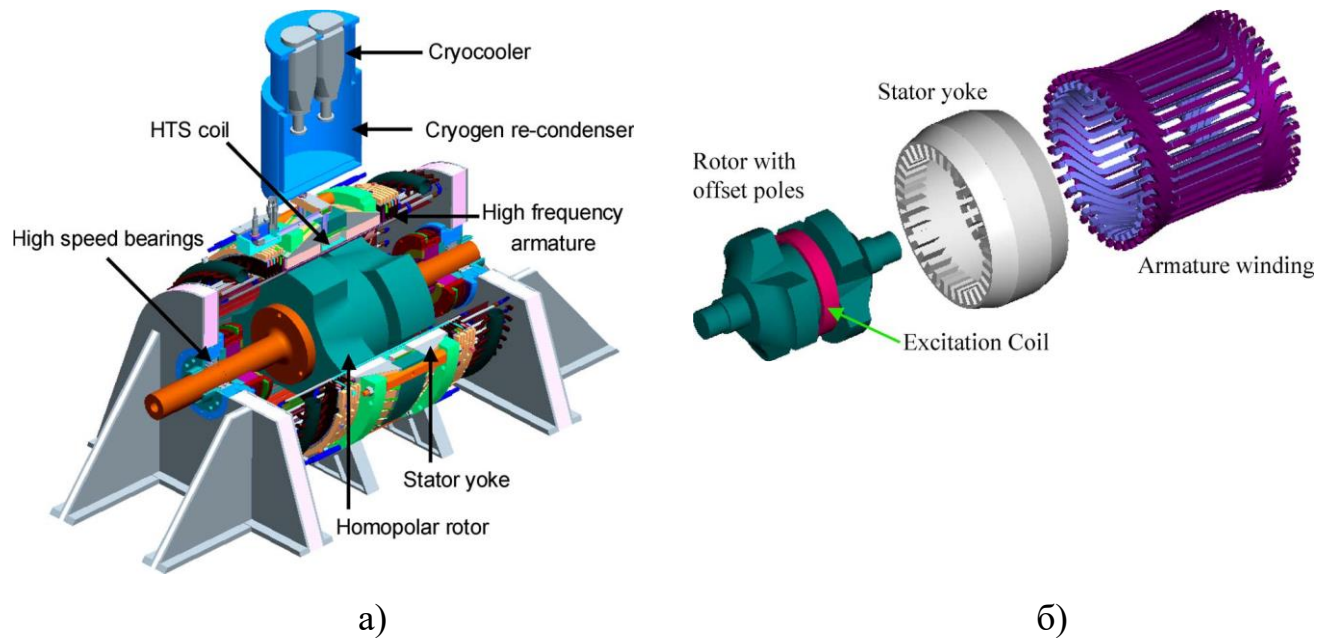 Cryocooler
HTS coil
Cryogen re-condenser
High speed bearings
High frequency
armature
Stator yoke
Homopolar rotor
а)
Stator yoke
Rotor with
offset poles
Armature winding
Excitation Coil
б)